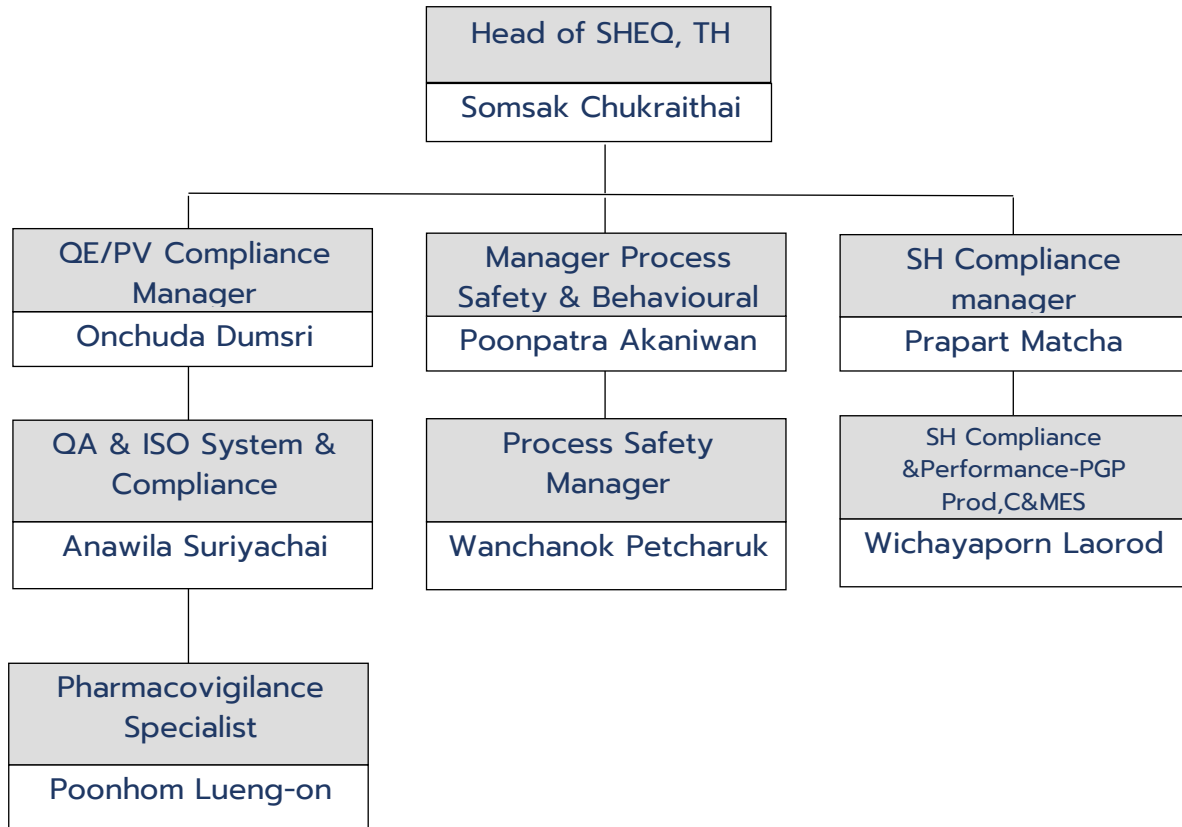 Head of SHEQ, TH
Somsak Chukraithai
QE/PV Compliance
Manager
Onchuda Dumsri
Manager Process
Safety & Behavioural
Poonpatra Akaniwan
SH Compliance
manager
Prapart Matcha
QA & ISO System &
Compliance
Anawila Suriyachai
Process Safety
Manager
Wanchanok Petcharuk
SH Compliance
&Performance-PGP
Prod,C&MES
Wichayaporn Laorod
Pharmacovigilance
Specialist
Poonhom Lueng-on